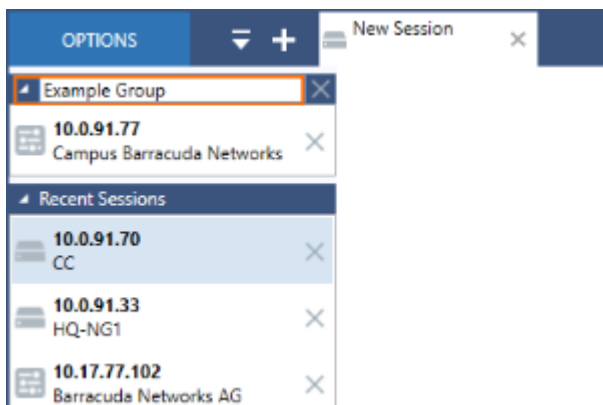 OPTIONS
New Session
Example Group
10.0.91.77
Campus Barracuda Networks
Recent Sessions
10.0.91.70
CC
10.0.91.33
HQ-NG1
10.17.77.102
Barracuda Networks AG